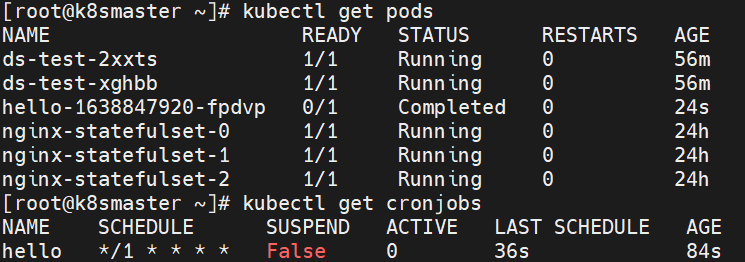 [root@k8smaster ~]# kubectl get pods
NAME                       READY   STATUS      RESTARTS   AGE
ds-test-2xxts              1/1     Running     0          56m
ds-test-xghbb              1/1     Running     0          56m
hello-1638847920-fpdvp     0/1     Completed   0          24s
nginx-statefulset-0        1/1     Running     0          24h
nginx-statefulset-1        1/1     Running     0          24h
nginx-statefulset-2        1/1     Running     0          24h
[root@k8smaster ~]# kubectl get cronjobs
NAME    SCHEDULE      SUSPEND   ACTIVE   LAST SCHEDULE   AGE
hello   */1 * * * *   False     0        36s             84s